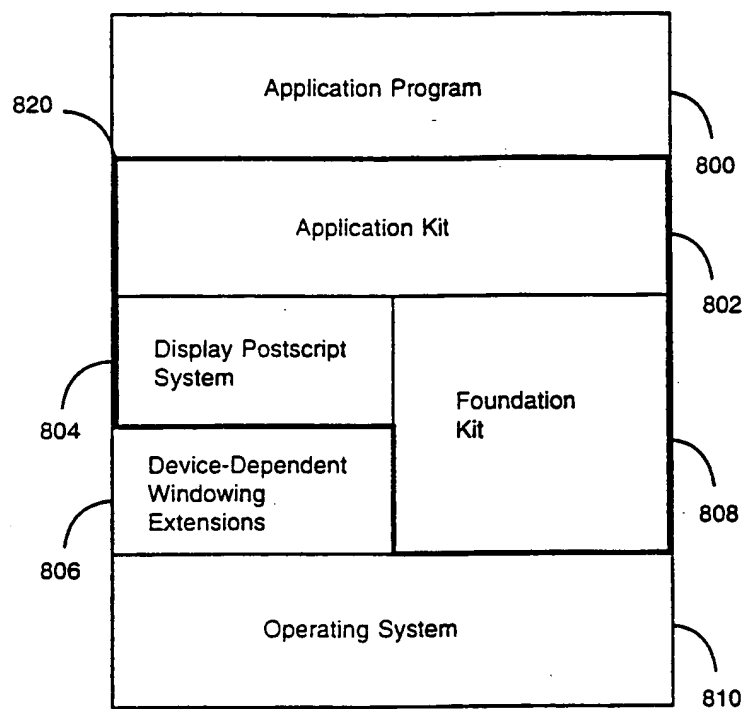 Application Program
820
800
Application Kit
802
Display Postscript
System
Foundation
Kit
804
Device-Dependent
Windowing
Extensions
808
806
Operating System
810